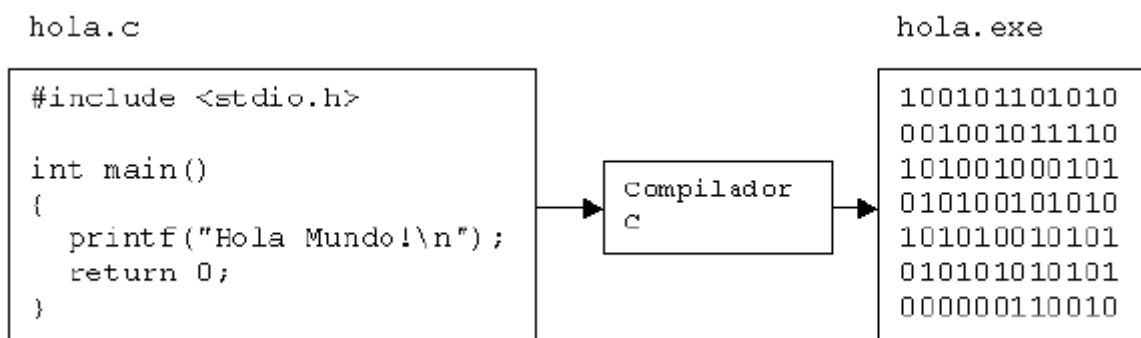 hola.c
#include <stdio.h>
int main()
{
printf("Hola Mundo!\n");
return 0;
}
Compilador
C
hola.exe
100101101010
001001011110
101001000101
010100101010
101010010101
010101010101
000000110010